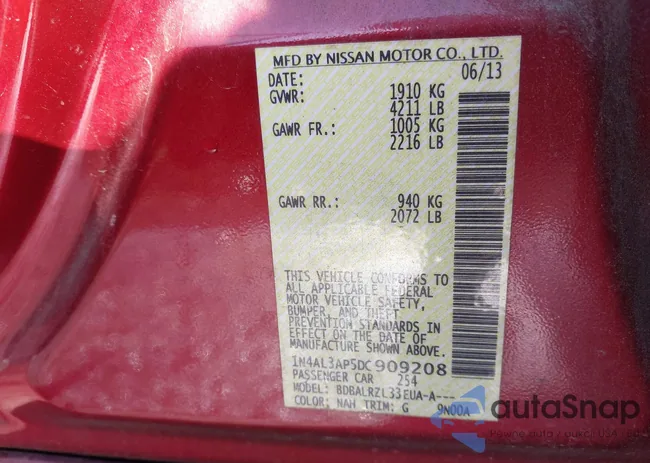 MFD BY NISSAN MOTOR CO., LTD.
DATE: 06/13
GVWR: 1910 KG
4211 LB
GAWR FR.: 1005 KG
2216 LB
GAWR RR.: 940 KG
2072 LB
THIS VEHICLE CONFORMS TO
ALL APPLICABLE FEDERAL
MOTOR VEHICLE SAFETY,
BUMPER, AND THEFT
PREVENTION STANDARDS IN
EFFECT ON THE DATE OF
MANUFACTURE SHOWN ABOVE.
1N4AL3AP5DC909208
PASSENGER CAR 254
MODEL: BDBALRZL33EUA-A---
COLOR: NAH TRIM: G 9N00A
autoSnap